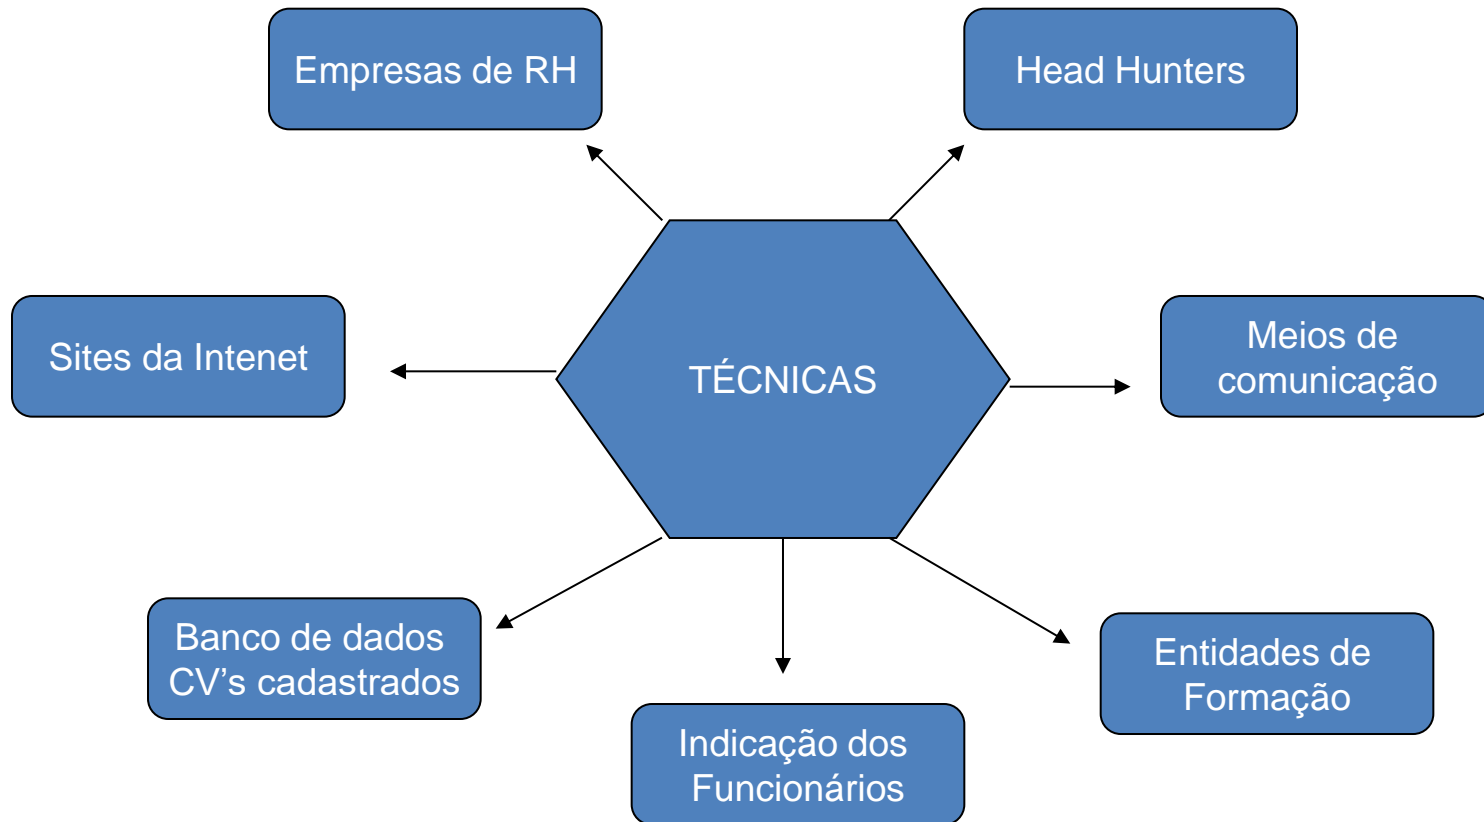 Empresas de RH
Head Hunters
Sites da Intenet
TÉCNICAS
Meios de
comunicação
Banco de dados
CV’s cadastrados
Indicação dos
Funcionários
Entidades de
Formação